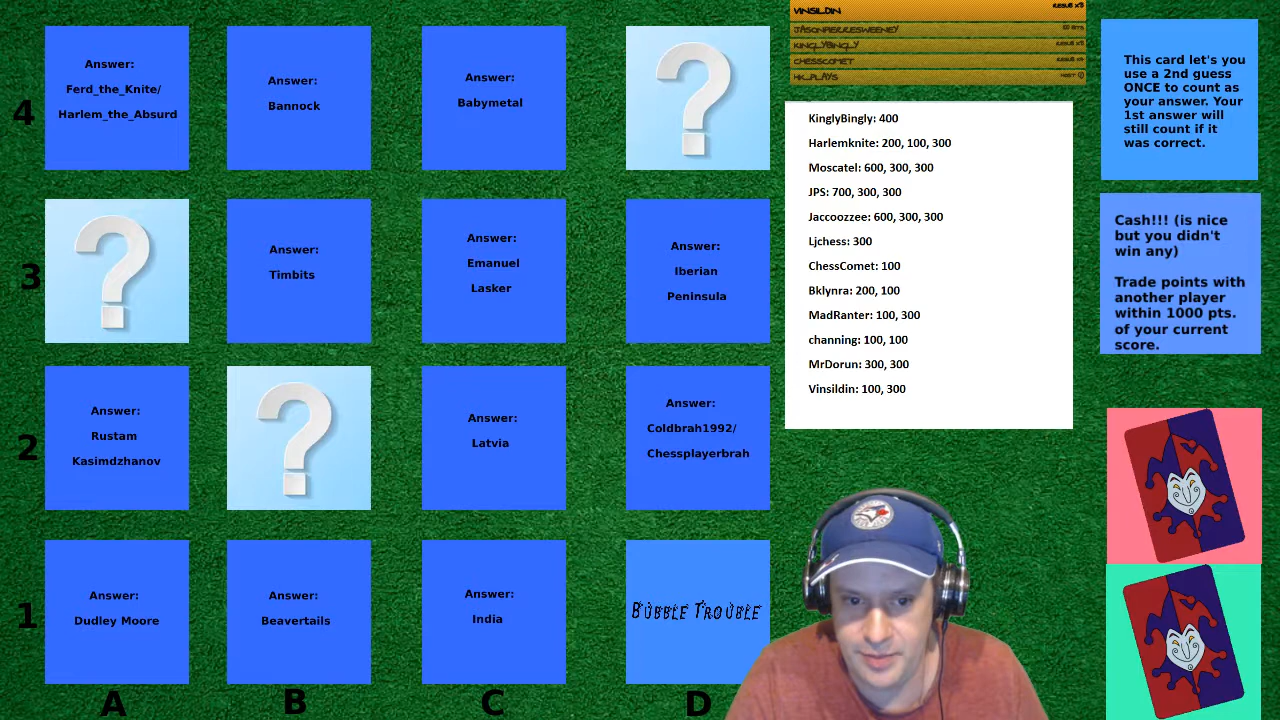 4
Answer:
Ferd_the_Knite/
Harlem_the_Absurd
Answer:
Bannock
Answer:
Babymetal
?
3
?
Answer:
Timbits
Answer:
Emanuel
Lasker
Answer:
Iberian
Peninsula
2
Answer:
Rustam
Kasimdzhanov
?
Answer:
Latvia
Answer:
Coldbrah1992/
Chessplayerbrah
1
Answer:
Dudley Moore
Answer:
Beavertails
Answer:
India
BUBBLE TROUBLE
A
B
C
D
VINSILDIN
JASONPIERRESWEENEY
KINGLYBINGLY
CHESSCOMET
HK_PLAYS
KinglyBingly: 400
Harlemknite: 200, 100, 300
Moscatel: 600, 300, 300
JPS: 700, 300, 300
Jaccoozzee: 600, 300, 300
Ljchess: 300
ChessComet: 100
Bklynra: 200, 100
MadRanter: 100, 300
channing: 100, 100
MrDorun: 300, 300
Vinsildin: 100, 300
This card let's you
use a 2nd guess
ONCE to count as
your answer. Your
1st answer will
still count if it
was correct.
Cash!!! (is nice
but you didn't
win any)
Trade points with
another player
within 1000 pts.
of your current
score.